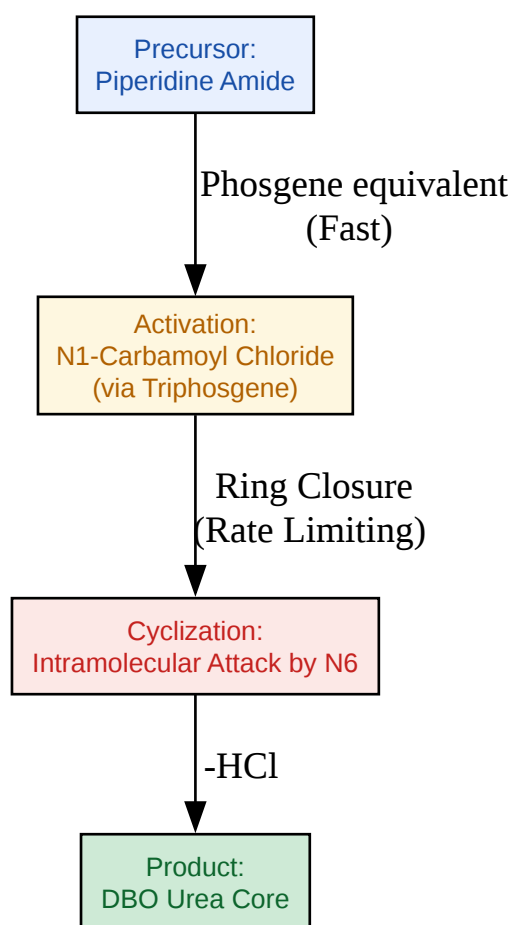 Precursor:
Piperidine Amide
Phosgene equivalent
(Fast)
Activation:
N1-Carbamoyl Chloride
(via Triphosgene)
Ring Closure
(Rate Limiting)
Cyclization:
Intramolecular Attack by N6
-HCl
Product:
DBO Urea Core